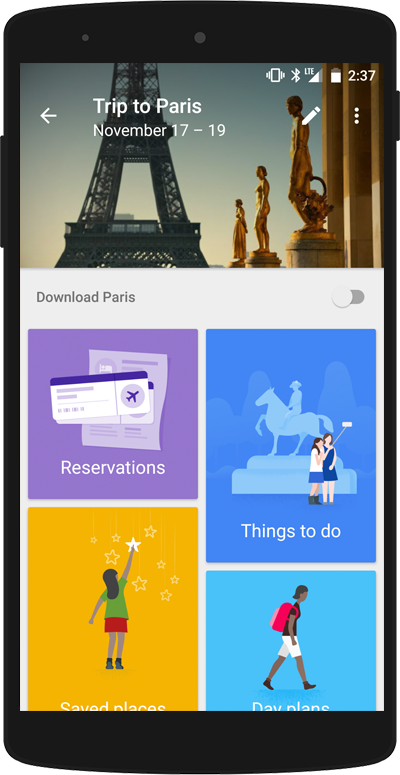 LTE 2:37
Trip to Paris
November 17 – 19
Download Paris
Reservations
Things to do
Saved places
Day plans